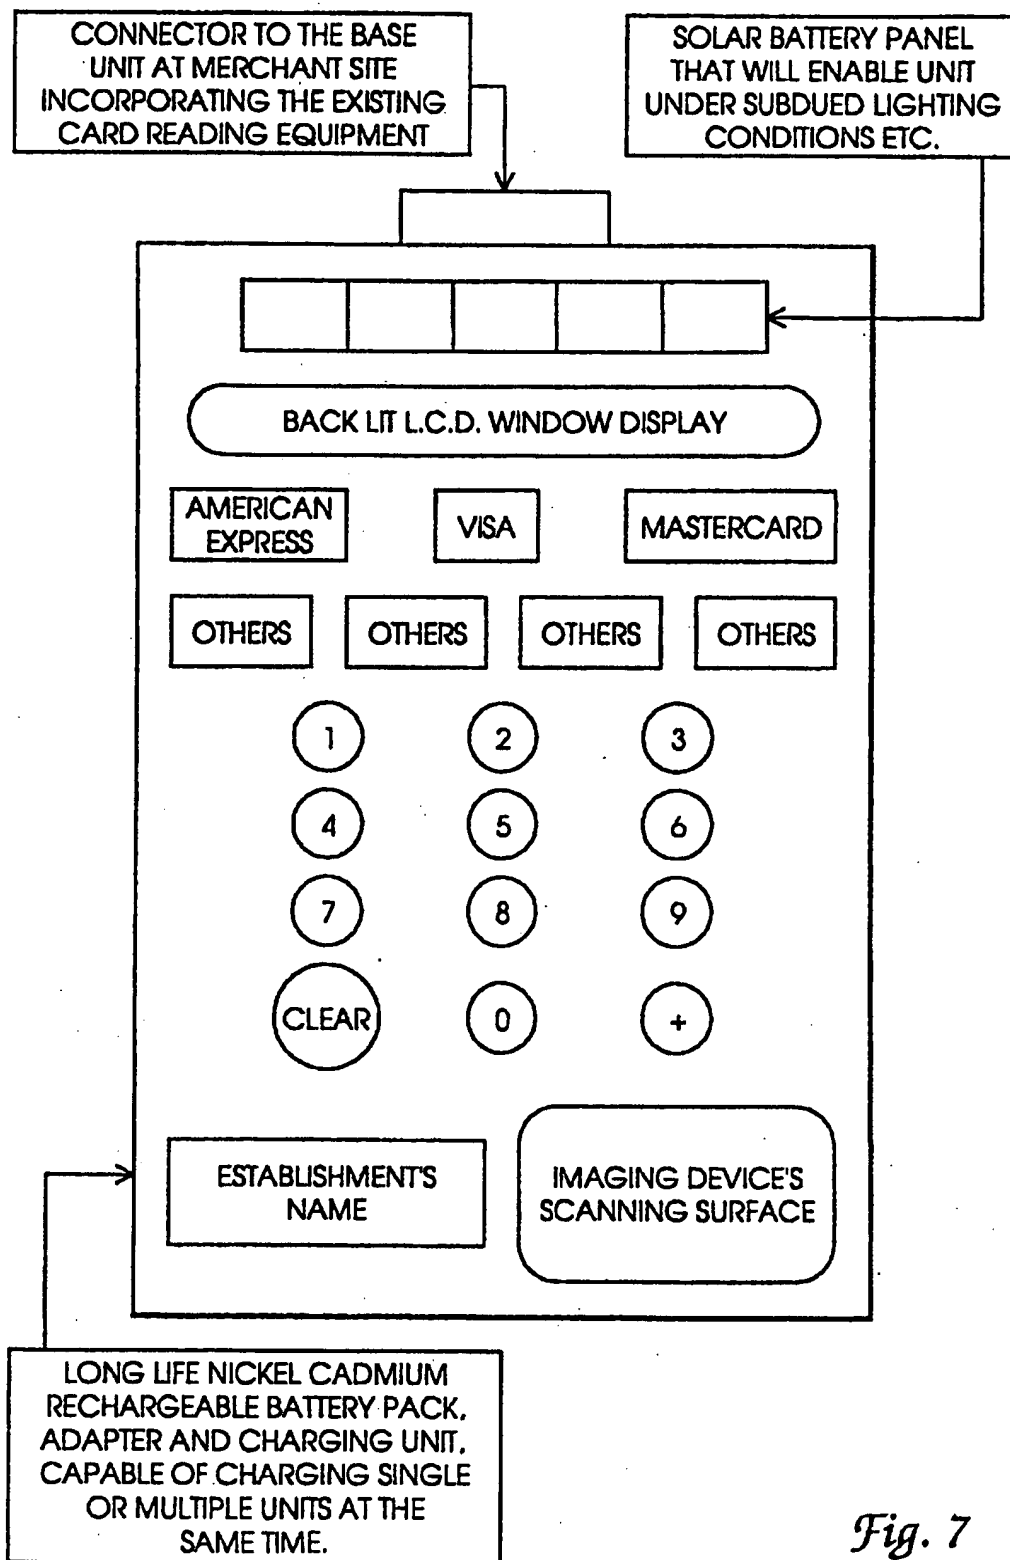 CONNECTOR TO THE BASE
UNIT AT MERCHANT SITE
INCORPORATING THE EXISTING
CARD READING EQUIPMENT
SOLAR BATTERY PANEL
THAT WILL ENABLE UNIT
UNDER SUBDUED LIGHTING
CONDITIONS ETC.
BACK LIT L.C.D. WINDOW DISPLAY
AMERICAN
EXPRESS
VISA
MASTERCARD
OTHERS OTHERS OTHERS OTHERS
1 2 3
4 5 6
7 8 9
CLEAR 0 +
ESTABLISHMENT'S
NAME
IMAGING DEVICE'S
SCANNING SURFACE
LONG LIFE NICKEL CADMIUM
RECHARGEABLE BATTERY PACK,
ADAPTER AND CHARGING UNIT,
CAPABLE OF CHARGING SINGLE
OR MULTIPLE UNITS AT THE
SAME TIME.
Fig. 7